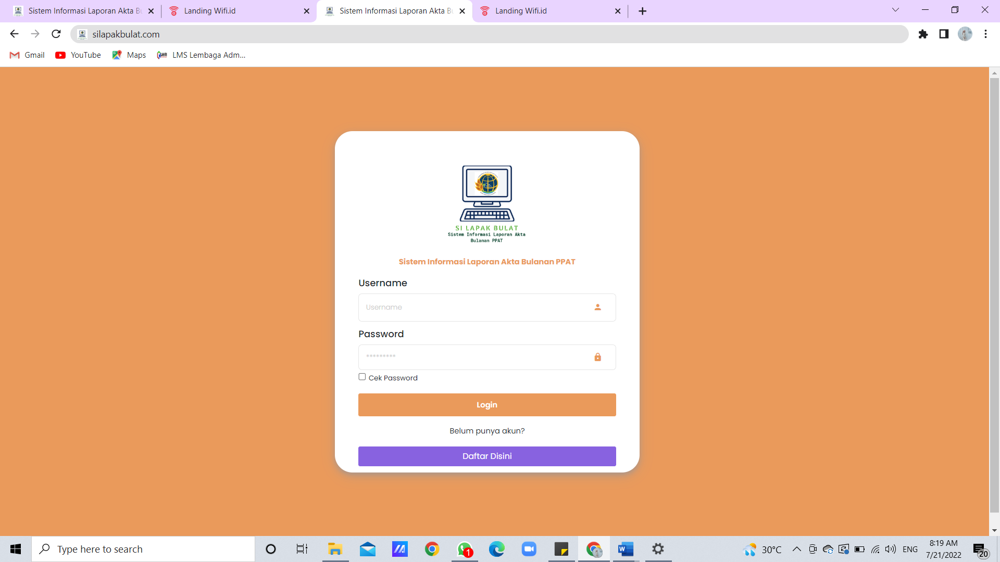 Sistem Informasi Laporan Akta Bu
Landing Wifi.id
Sistem Informasi Laporan Akta Bu
Landing Wifi.id
silapakbulat.com
Gmail
YouTube
Maps
LMS Lembaga Adm...
SI LAPAK BULAT
Sistem Informasi Laporan Akta
Bulanan PPAT
Sistem Informasi Laporan Akta Bulanan PPAT
Username
Username
Password
*********
Cek Password
Login
Belum punya akun?
Daftar Disini
Type here to search
1
30°C
ENG
8:19 AM
7/21/2022
20